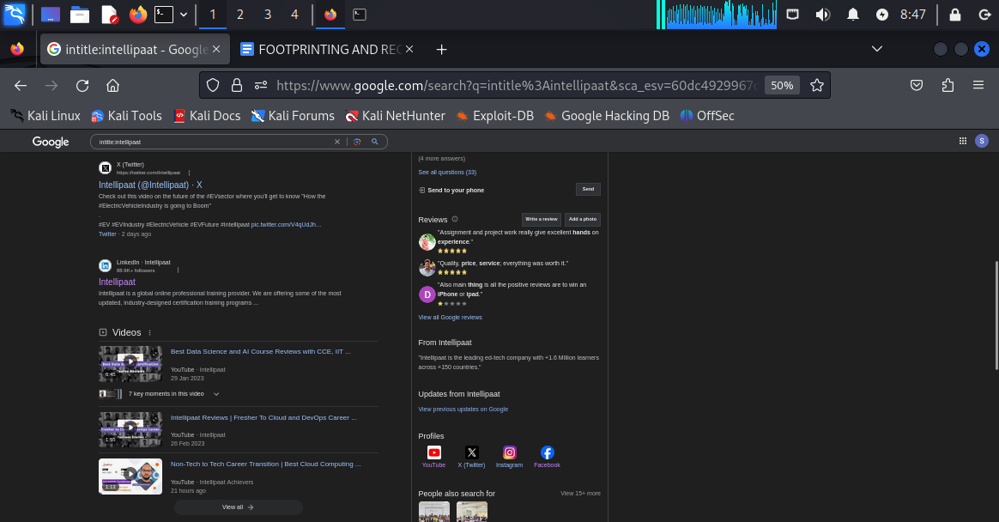 1 2 3 4
8:47
intitle:intellipaat - Google
FOOTPRINTING AND REC
https://www.google.com/search?q=intitle%3Aintellipaat&sca_esv=60dc4929967c
50%
Kali Linux
Kali Tools
Kali Docs
Kali Forums
Kali NetHunter
Exploit-DB
Google Hacking DB
OffSec
Google
intitle:intellipaat
S
X (Twitter)
https://twitter.com/intellipaat
Intellipaat (@Intellipaat) · X
Check out this video on the future of the #EVsector where you'll get to know "How the
#ElectricVehicleIndustry is going to Boom"
.
#EV #EVIndustry #ElectricVehicle #EVFuture #Intellipaat pic.twitter.com/V4qUdJh…
Twitter · 2 days ago
LinkedIn · Intellipaat
88.9K+ followers
Intellipaat
Intellipaat is a global online professional training provider. We are offering some of the most
updated, industry-designed certification training programs ...
Videos
Best Data Science and AI Course Reviews with CCE, IIT ...
YouTube · Intellipaat
29 Jan 2023
6:45
7 key moments in this video
Intellipaat Reviews | Fresher To Cloud and DevOps Career ...
YouTube · Intellipaat
26 Feb 2023
1:55
Non-Tech to Tech Career Transition | Best Cloud Computing ...
YouTube · Intellipaat Achievers
21 hours ago
1:13
View all
(4 more answers)
See all questions (33)
Send to your phone
Send
Reviews
Write a review
Add a photo
"Assignment and project work really give excellent hands on
experience."
"Quality, price, service; everything was worth it."
D
"Also main thing is all the positive reviews are to win an
iPhone or ipad."
View all Google reviews
From Intellipaat
"Intellipaat is the leading ed-tech company with +1.6 Million learners
across +150 countries."
Updates from Intellipaat
View previous updates on Google
Profiles
YouTube
X (Twitter)
Instagram
Facebook
People also search for
View 15+ more